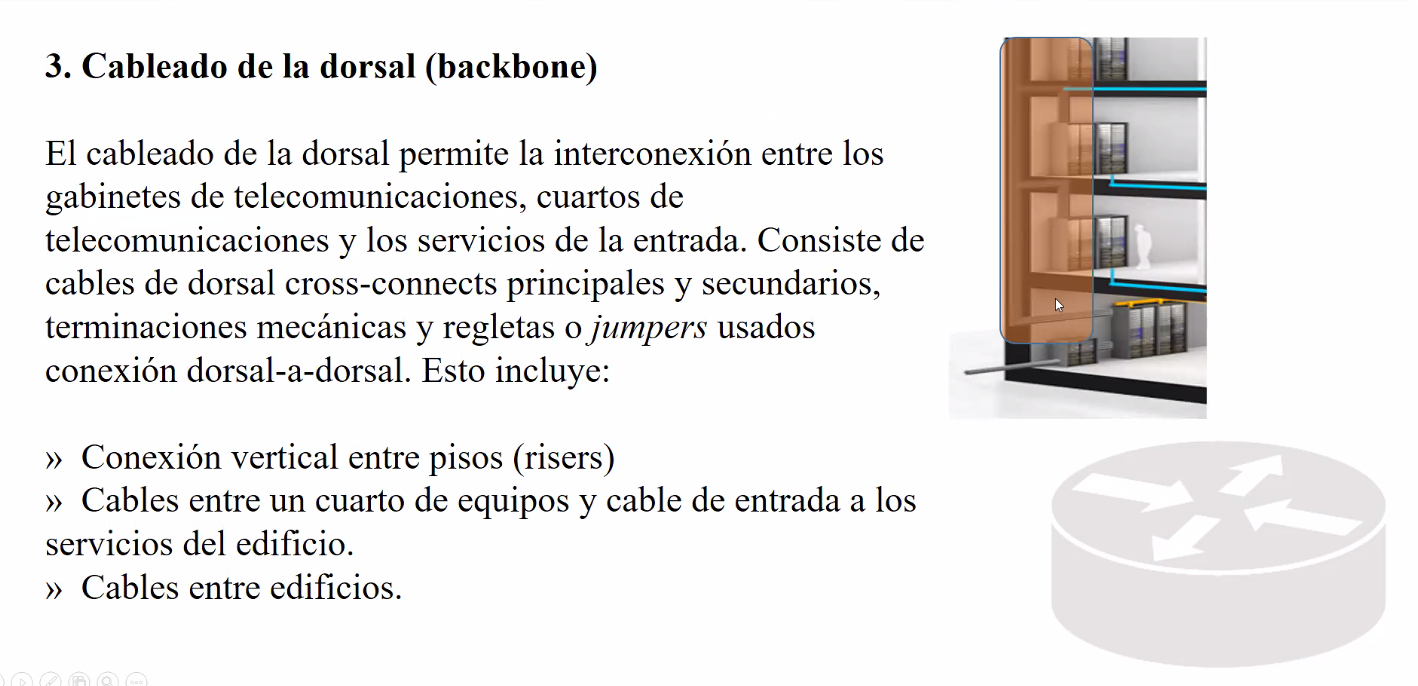 3. Cableado de la dorsal (backbone)
El cableado de la dorsal permite la interconexión entre los
gabinetes de telecomunicaciones, cuartos de
telecomunicaciones y los servicios de la entrada. Consiste de
cables de dorsal cross-connects principales y secundarios,
terminaciones mecánicas y regletas o jumpers usados
conexión dorsal-a-dorsal. Esto incluye:
» Conexión vertical entre pisos (risers)
» Cables entre un cuarto de equipos y cable de entrada a los
servicios del edificio.
» Cables entre edificios.